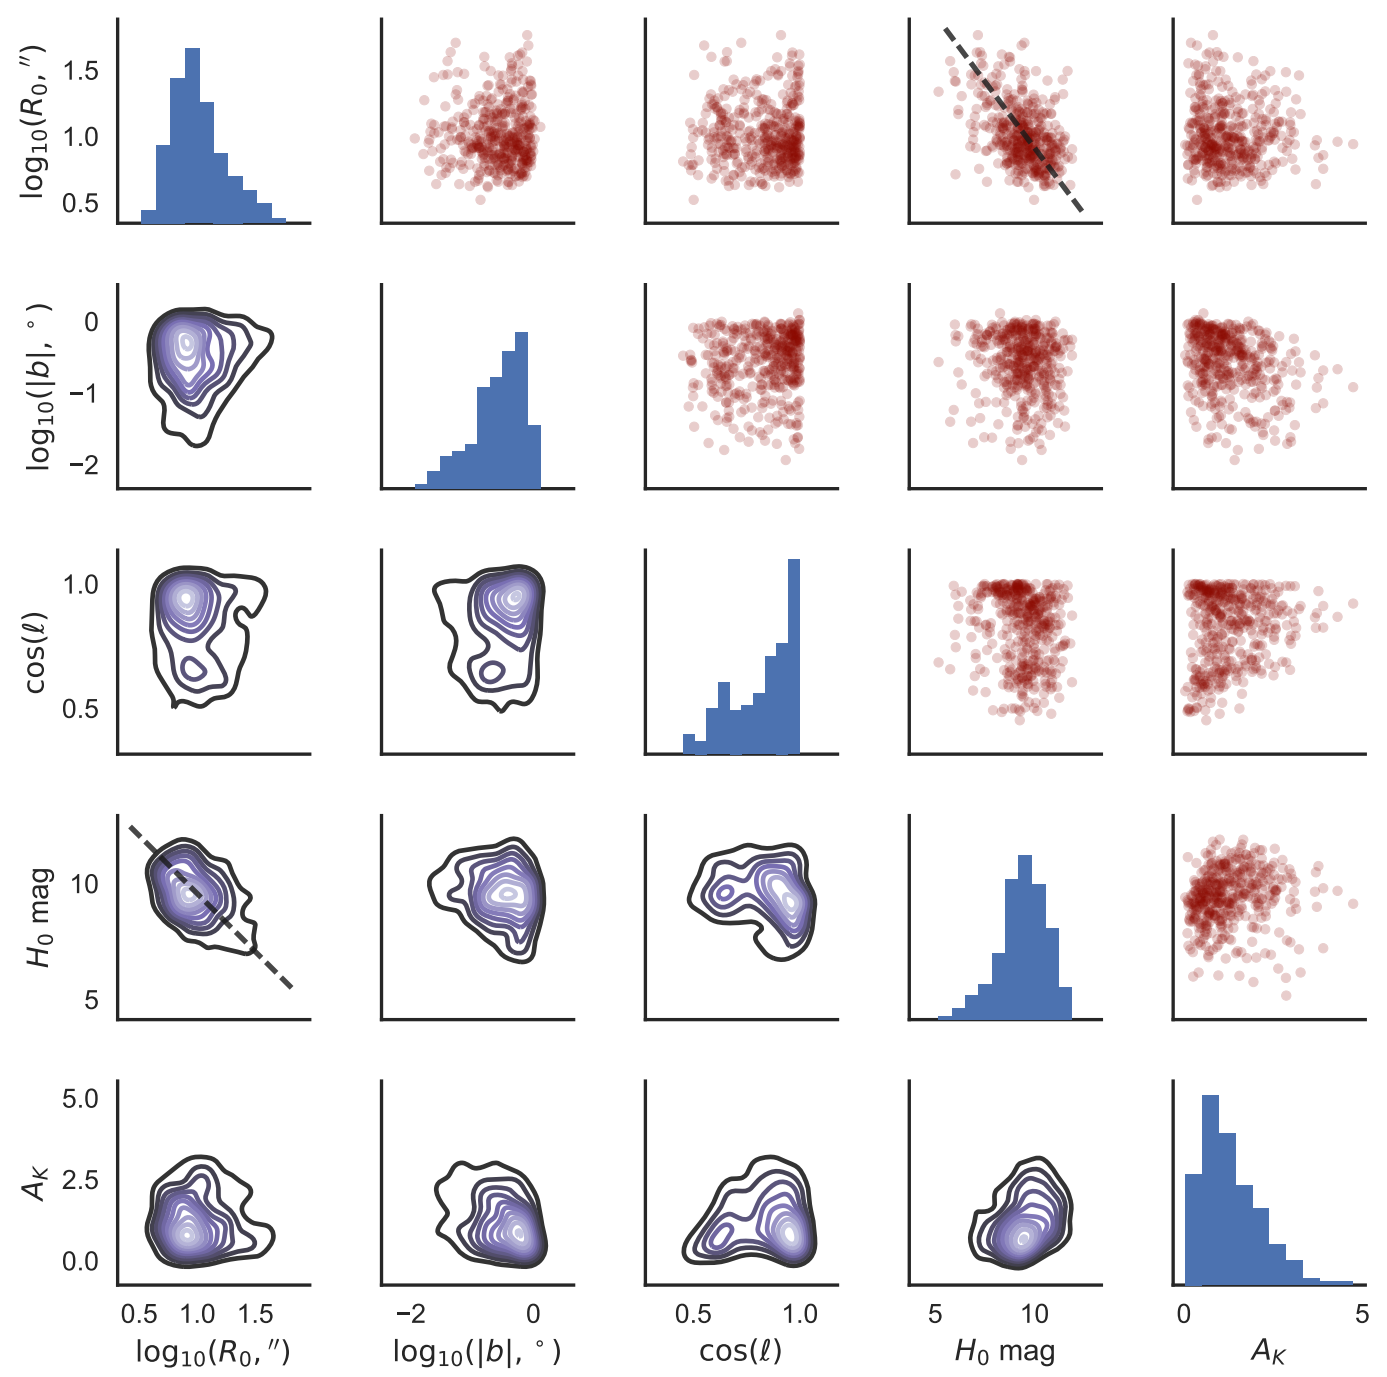 log₁₀(R₀, ″)
1.5
1.0
0.5
log₁₀(|b|, °)
0
−1
−2
cos(ℓ)
1.0
0.5
H₀ mag
10
5
A_K
5.0
2.5
0.0
0.5 1.0 1.5
−2 0
0.5 1.0
5 10
0 5
log₁₀(R₀, ″)
log₁₀(|b|, °)
cos(ℓ)
H₀ mag
A_K